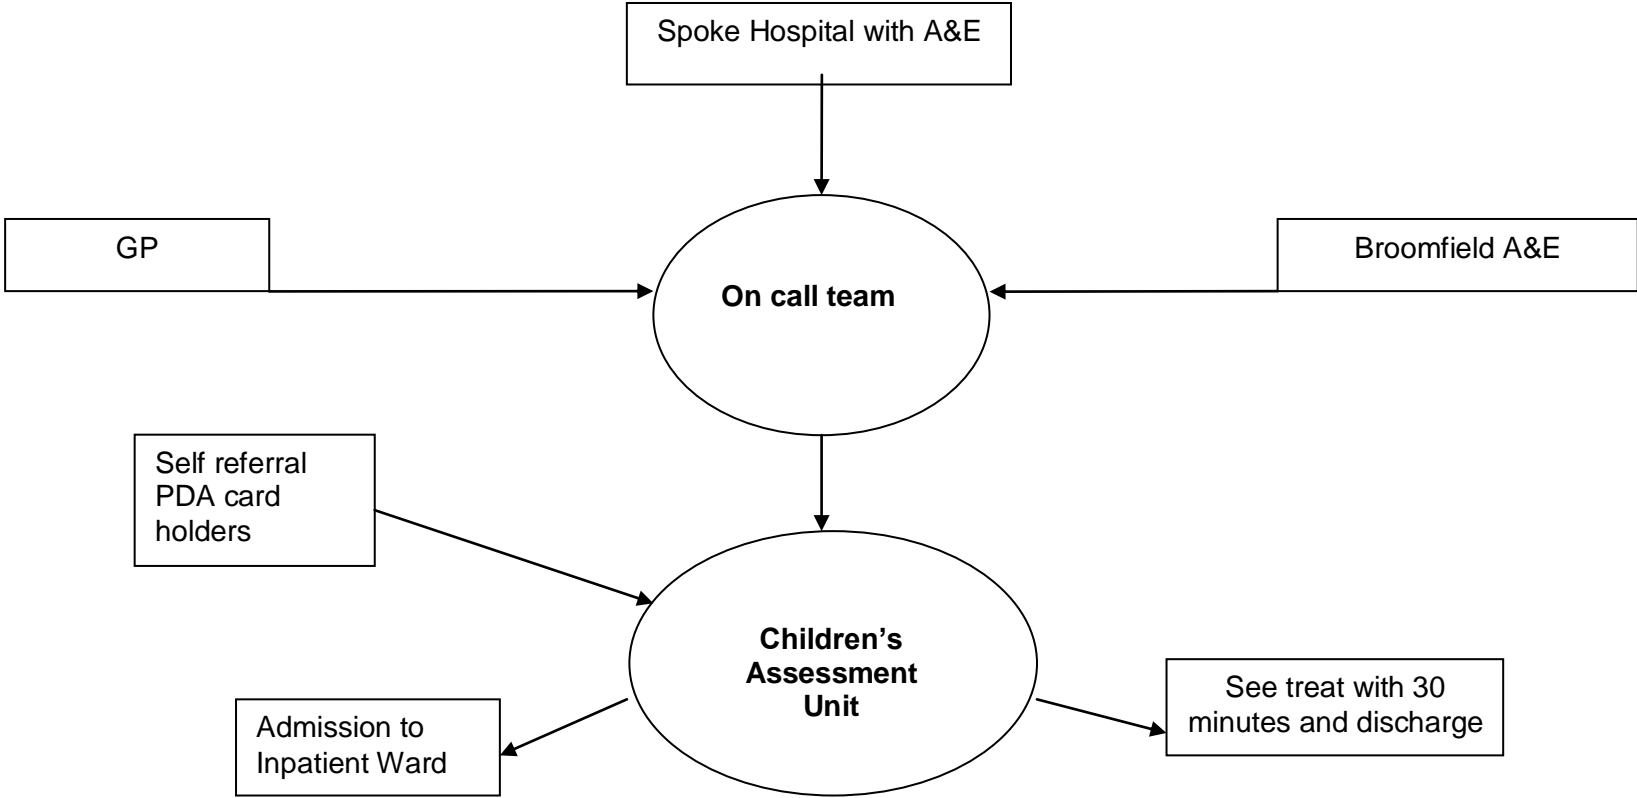 Spoke Hospital with A&E
GP
Broomfield A&E
On call team
Self referral
PDA card
holders
Children’s
Assessment
Unit
See treat with 30
minutes and discharge
Admission to
Inpatient Ward